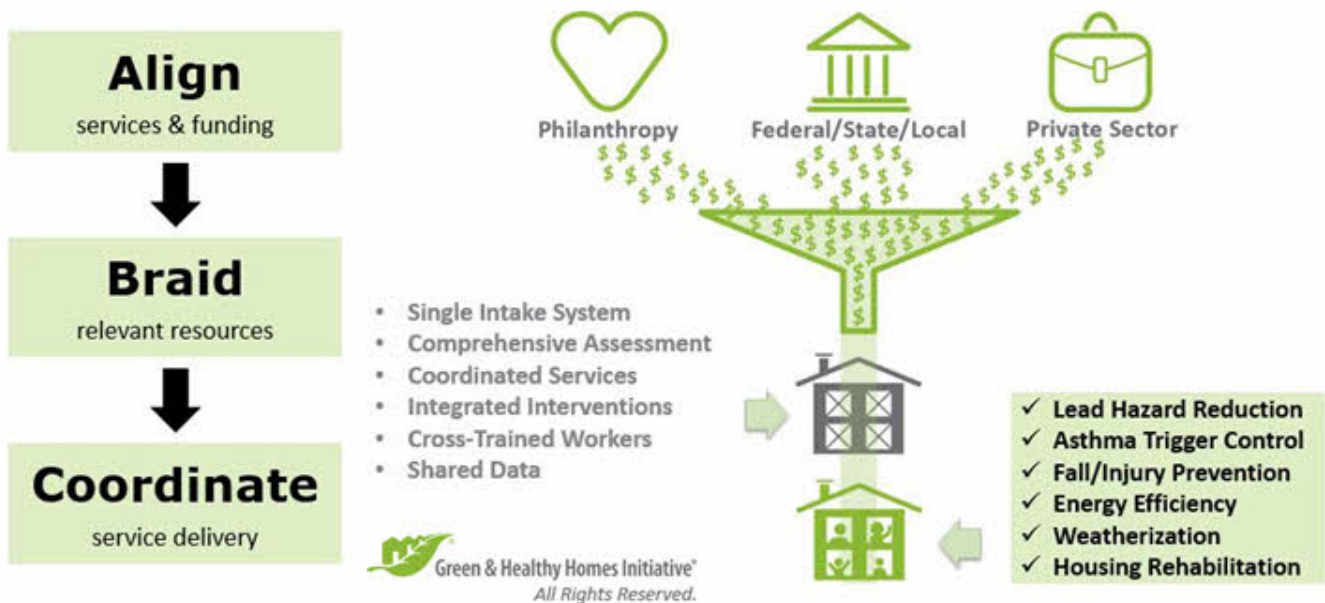 Align
services & funding
Braid
relevant resources
Coordinate
service delivery
Philanthropy
Federal/State/Local
Private Sector
• Single Intake System
• Comprehensive Assessment
• Coordinated Services
• Integrated Interventions
• Cross-Trained Workers
• Shared Data
✓ Lead Hazard Reduction
✓ Asthma Trigger Control
✓ Fall/Injury Prevention
✓ Energy Efficiency
✓ Weatherization
✓ Housing Rehabilitation
Green & Healthy Homes Initiative®
All Rights Reserved.